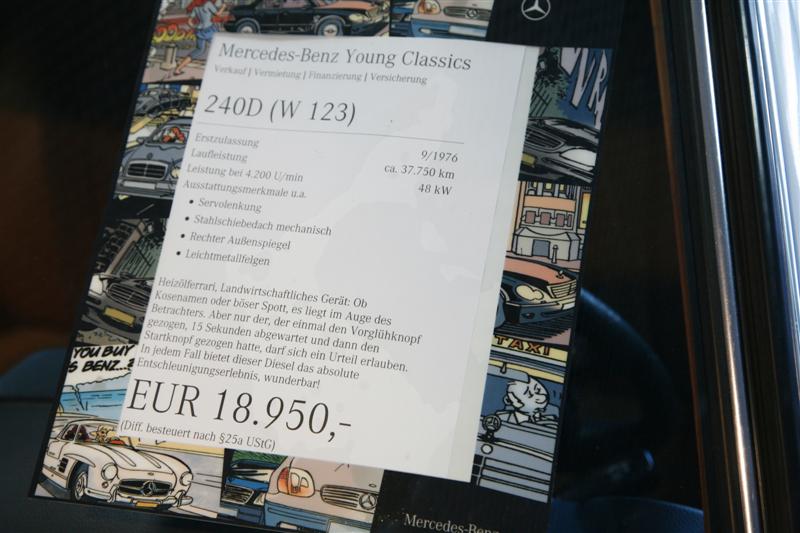 Mercedes-Benz Young Classics
Verkauf | Vermietung | Finanzierung | Versicherung
240D (W 123)
Erstzulassung 9/1976
Laufleistung ca. 37.750 km
Leistung bei 4.200 U/min 48 kW
Ausstattungsmerkmale u.a.
• Servolenkung
• Stahlschiebedach mechanisch
• Rechter Außenspiegel
• Leichtmetallfelgen
Heizölferrari, Landwirtschaftliches Gerät: Ob
Kosenamen oder böser Spott, es liegt im Auge des
Betrachters. Aber nur der, der einmal den Vorglühknopf
gezogen, 15 Sekunden abgewartet und dann den
Startknopf gezogen hatte, darf sich ein Urteil erlauben.
In jedem Fall bietet dieser Diesel das absolute
Entschleunigungserlebnis, wunderbar!
EUR 18.950,-
(Diff. besteuert nach §25a UStG)
YOU BUY
BENZ..?
TAXI
Mercedes-Benz